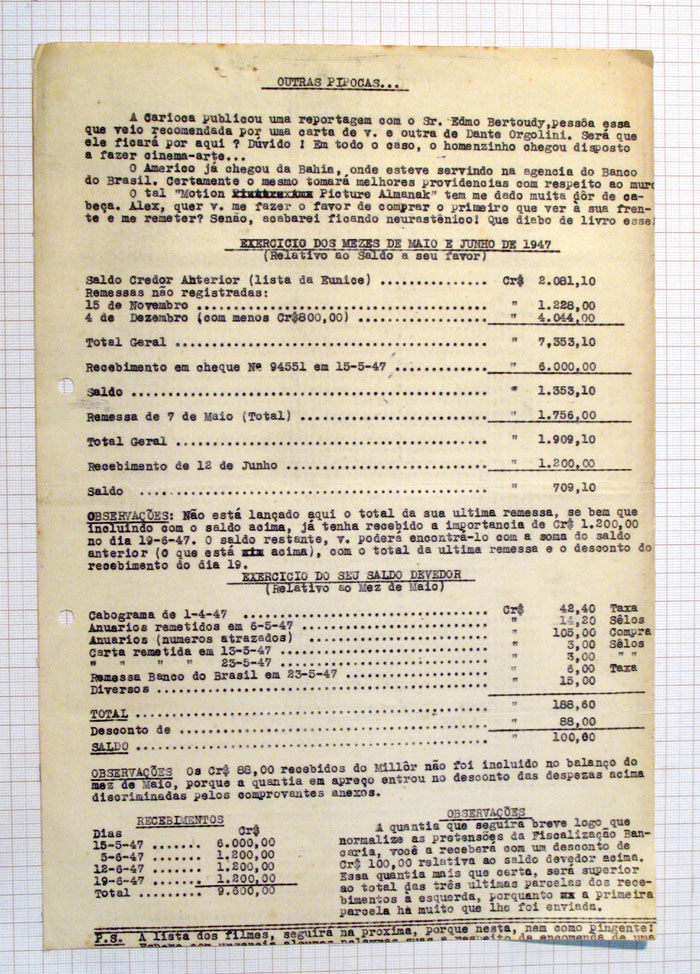 OUTRAS PIPOCAS...
A Carioca publicou uma reportagem com o Sr. Edmo Bertoudy,pessôa essa
que veio recomendada por uma carta de v. e outra de Dante Orgolini. Será que
ele ficará por aqui ? Dúvido ! Em todo o caso, o homenzinho chegou disposto
a fazer cinema-arte...
O Americo já chegou da Bahia, onde esteve servindo na agencia do Banco
do Brasil. Certamente o mesmo tomará melhores providencias com respeito ao muro
O tal "Motion Picture Almanak" tem me dado muita dôr de ca-
beça. Alex, quer v. me fazer o favor de comprar o primeiro que ver à sua fren-
te e me remeter? Senão, acabarei ficando neurastênico! Que diabo de livro esse!
EXERCICIO DOS MEZES DE MAIO E JUNHO DE 1947
(Relativo ao Saldo a seu favor)
Saldo Credor Anterior (lista da Eunice) ............... Cr$ 2.081,10
Remessas não registradas:
15 de Novembro ........................................ " 1.228,00
4 de Dezembro (com menos Cr$800,00) .................. " 4.044,00
Total Geral ........................................... " 7,353,10
Recebimento em cheque Nº 94551 em 15-5-47 ............. " 6.000,00
Saldo ................................................. " 1.353,10
Remessa de 7 de Maio (Total) .......................... " 1.756,00
Total Geral ........................................... " 1.909,10
Recebimento de 12 de Junho ............................ " 1.200,00
Saldo ................................................. " 709,10
OBSERVAÇÕES: Não está lançado aqui o total da sua ultima remessa, se bem que
incluindo com o saldo acima, já tenha recebido a importancia de Cr$ 1.200,00
no dia 19-6-47. O saldo restante, v. poderá encontrá-lo com a soma do saldo
anterior (o que está xix acima), com o total da ultima remessa e o desconto do
recebimento do dia 19.
EXERCICIO DO SEU SALDO DEVEDOR
(Relativo ao Mez de Maio)
Cabograma de 1-4-47 ................................... Cr$ 42,40 Taxa
Anuarios remetidos em 6-5-47 .......................... " 14,20 Sêlos
Anuarios (numeros atrazados) .......................... " 105,00 Compra
Carta remetida em 13-5-47 ............................. " 3,00 Sêlos
" " " " 23-5-47 ............................. " 3,00 " "
Remessa Banco do Brasil em 23-5-47 .................... " 6,00 Taxa
Diversos .............................................. " 15,00
TOTAL ................................................. " 188,60
Desconto de ........................................... " 88,00
SALDO ................................................. " 100,60
OBSERVAÇÕES Os Cr$ 88,00 recebidos do Millôr não foi incluido no balanço do
mez de Maio, porque a quantia em apreço entrou no desconto das despezas acima
discriminadas pelos comprovantes anexos.
RECEBIMENTOS
Dias Cr$
15-5-47 ....... 6.000,00
5-6-47 ....... 1.200,00
12-6-47 ....... 1.200,00
19-6-47 ....... 1.200,00
Total ........ 9.600,00
OBSERVAÇÕES
A quantia que seguirá breve logo que
normalize as pretensões da Fiscalização Ban-
caria, você a receberá com um desconto de
Cr$ 100,00 relativa ao saldo devedor acima.
Essa quantia mais que certa, será superior
ao total das três ultimas parcelas dos rece-
bimentos à esquerda, porquanto xx a primeira
parcela há muito que lhe foi enviada.
P.s. A lista dos filmes, seguirá na próxima, porque nesta, nem como pingente!